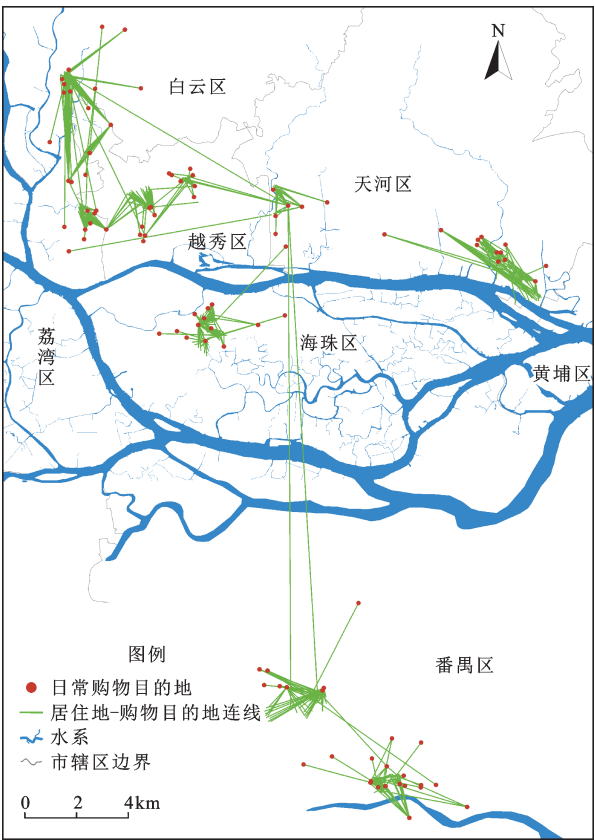 N
白云区
天河区
越秀区
荔湾区
海珠区
黄埔区
番禺区
图例
日常购物目的地
居住地-购物目的地连线
水系
市辖区边界
0 2 4km